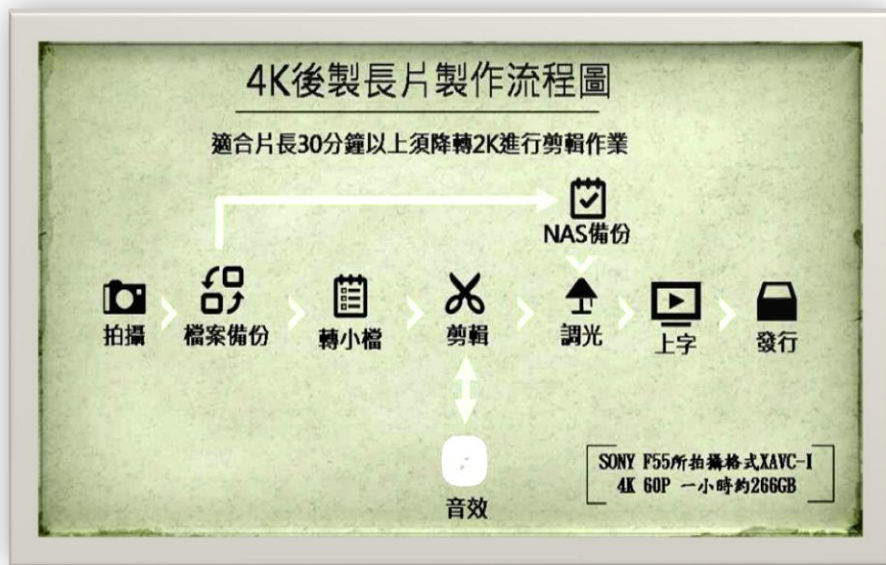 4K後製長片製作流程圖
適合片長30分鐘以上須降轉2K進行剪輯作業
NAS備份
拍攝
檔案備份
轉小檔
剪輯
調光
上字
發行
音效
SONY F55所拍攝格式XAVC-I
4K 60P 一小時約266GB